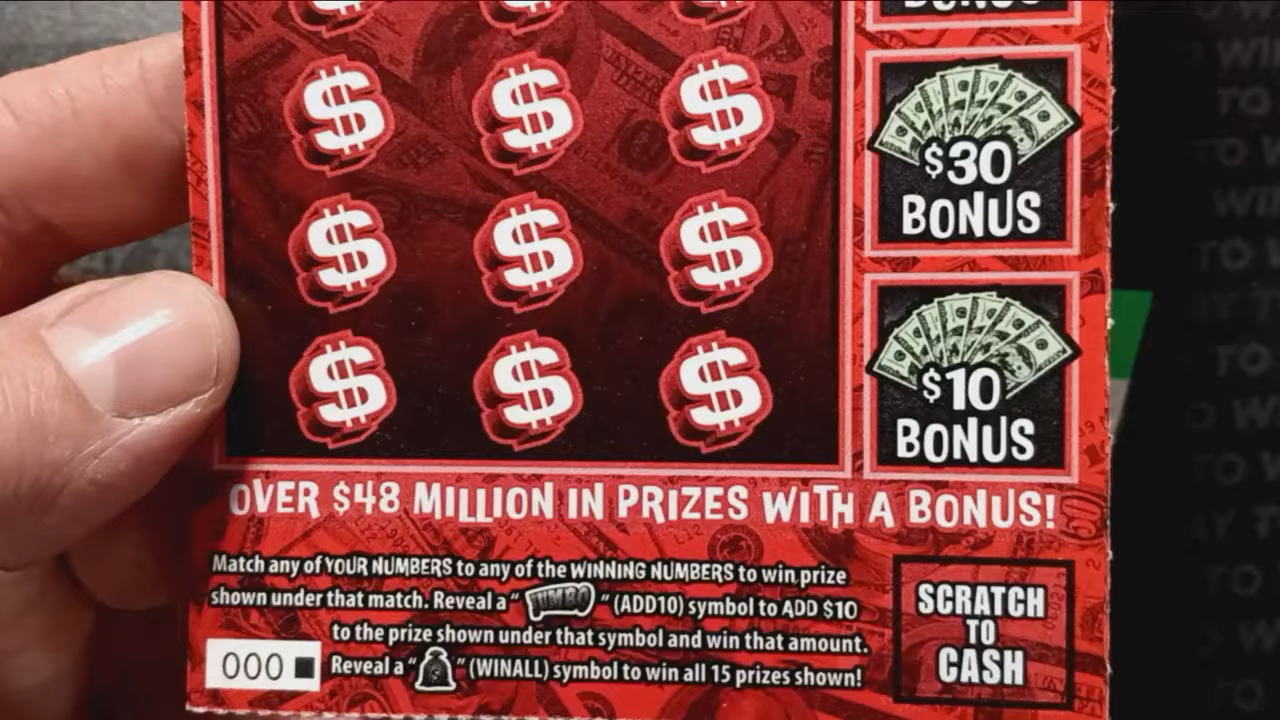 BONUS
$ $ $
$30
BONUS
$ $ $
$ $ $
$10
BONUS
OVER $48 MILLION IN PRIZES WITH A BONUS!
Match any of YOUR NUMBERS to any of the WINNING NUMBERS to win prize
shown under that match. Reveal a “ JUMBO ” (ADD10) symbol to ADD $10
to the prize shown under that symbol and win that amount.
000 ■ Reveal a “ ” (WINALL) symbol to win all 15 prizes shown!
SCRATCH
TO
CASH